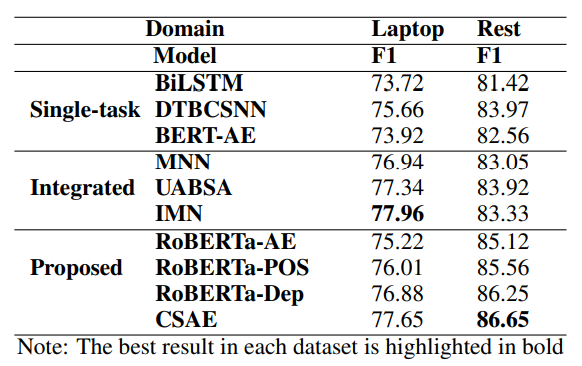 Domain Laptop Rest
Model F1 F1
BiLSTM 73.72 81.42
Single-task DTBCSNN 75.66 83.97
BERT-AE 73.92 82.56
MNN 76.94 83.05
Integrated UABSA 77.34 83.92
IMN 77.96 83.33
RoBERTa-AE 75.22 85.12
Proposed RoBERTa-POS 76.01 85.56
RoBERTa-Dep 76.88 86.25
CSAE 77.65 86.65
Note: The best result in each dataset is highlighted in bold